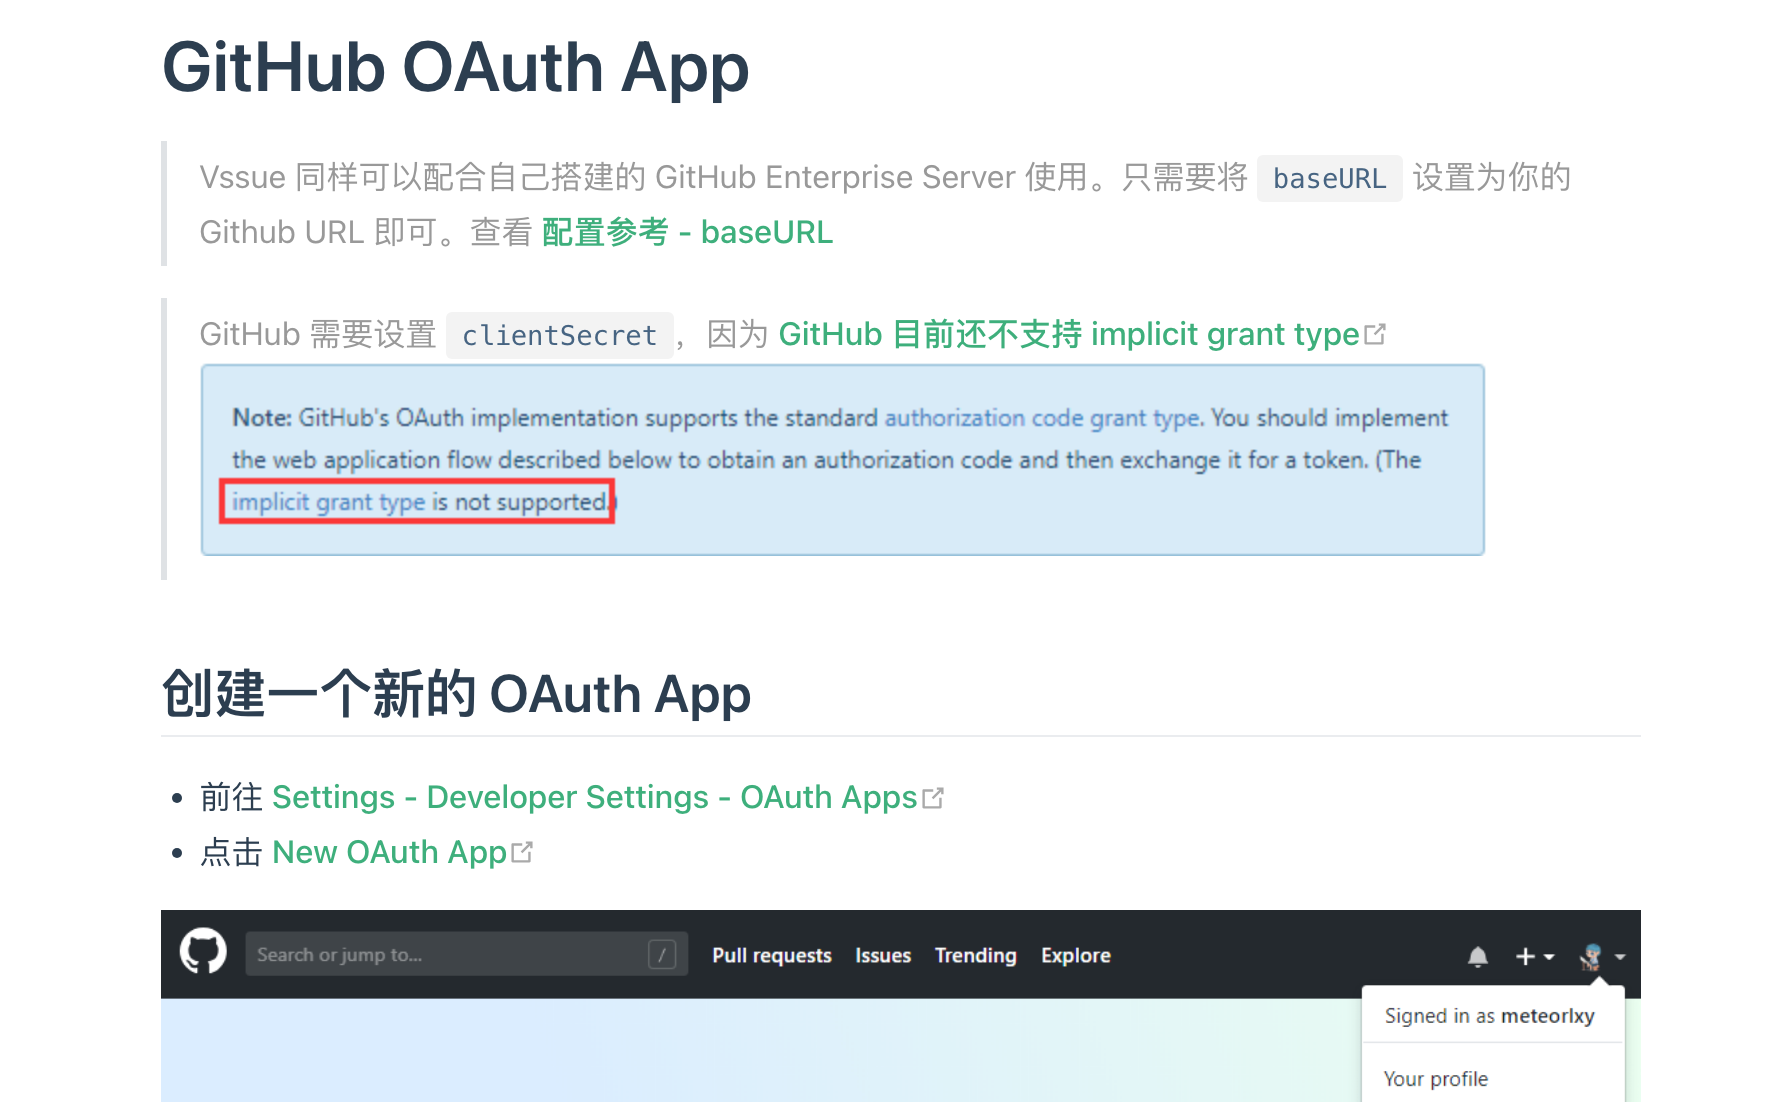 GitHub OAuth App
Vssue 同样可以配合自己搭建的 GitHub Enterprise Server 使用。只需要将 baseURL 设置为你的
Github URL 即可。查看 配置参考 - baseURL
GitHub 需要设置 clientSecret，因为 GitHub 目前还不支持 implicit grant type
Note: GitHub's OAuth implementation supports the standard authorization code grant type. You should implement
the web application flow described below to obtain an authorization code and then exchange it for a token. (The
implicit grant type is not supported.)
创建一个新的 OAuth App
• 前往 Settings - Developer Settings - OAuth Apps
• 点击 New OAuth App
Search or jump to... / Pull requests Issues Trending Explore
Signed in as meteorlxy
Your profile